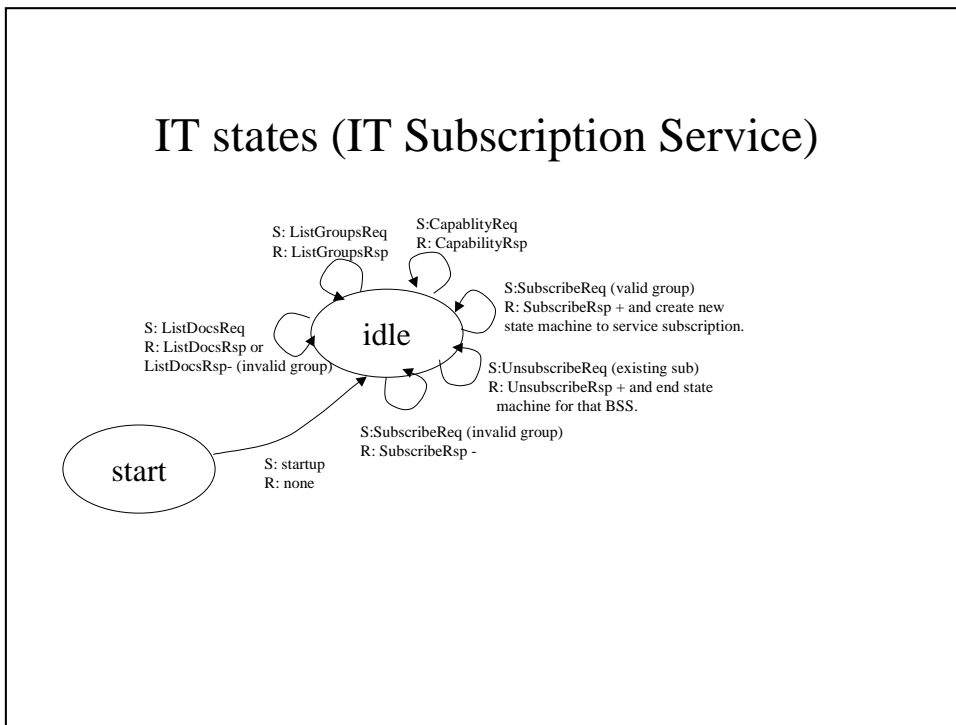 IT states (IT Subscription Service)
S: ListGroupsReq
R: ListGroupsRsp
S:CapablityReq
R: CapabilityRsp
S:SubscribeReq (valid group)
R: SubscribeRsp + and create new
state machine to service subscription.
S: ListDocsReq
R: ListDocsRsp or
ListDocsRsp- (invalid group)
idle
S:UnsubscribeReq (existing sub)
R: UnsubscribeRsp + and end state
machine for that BSS.
S:SubscribeReq (invalid group)
R: SubscribeRsp -
start
S: startup
R: none